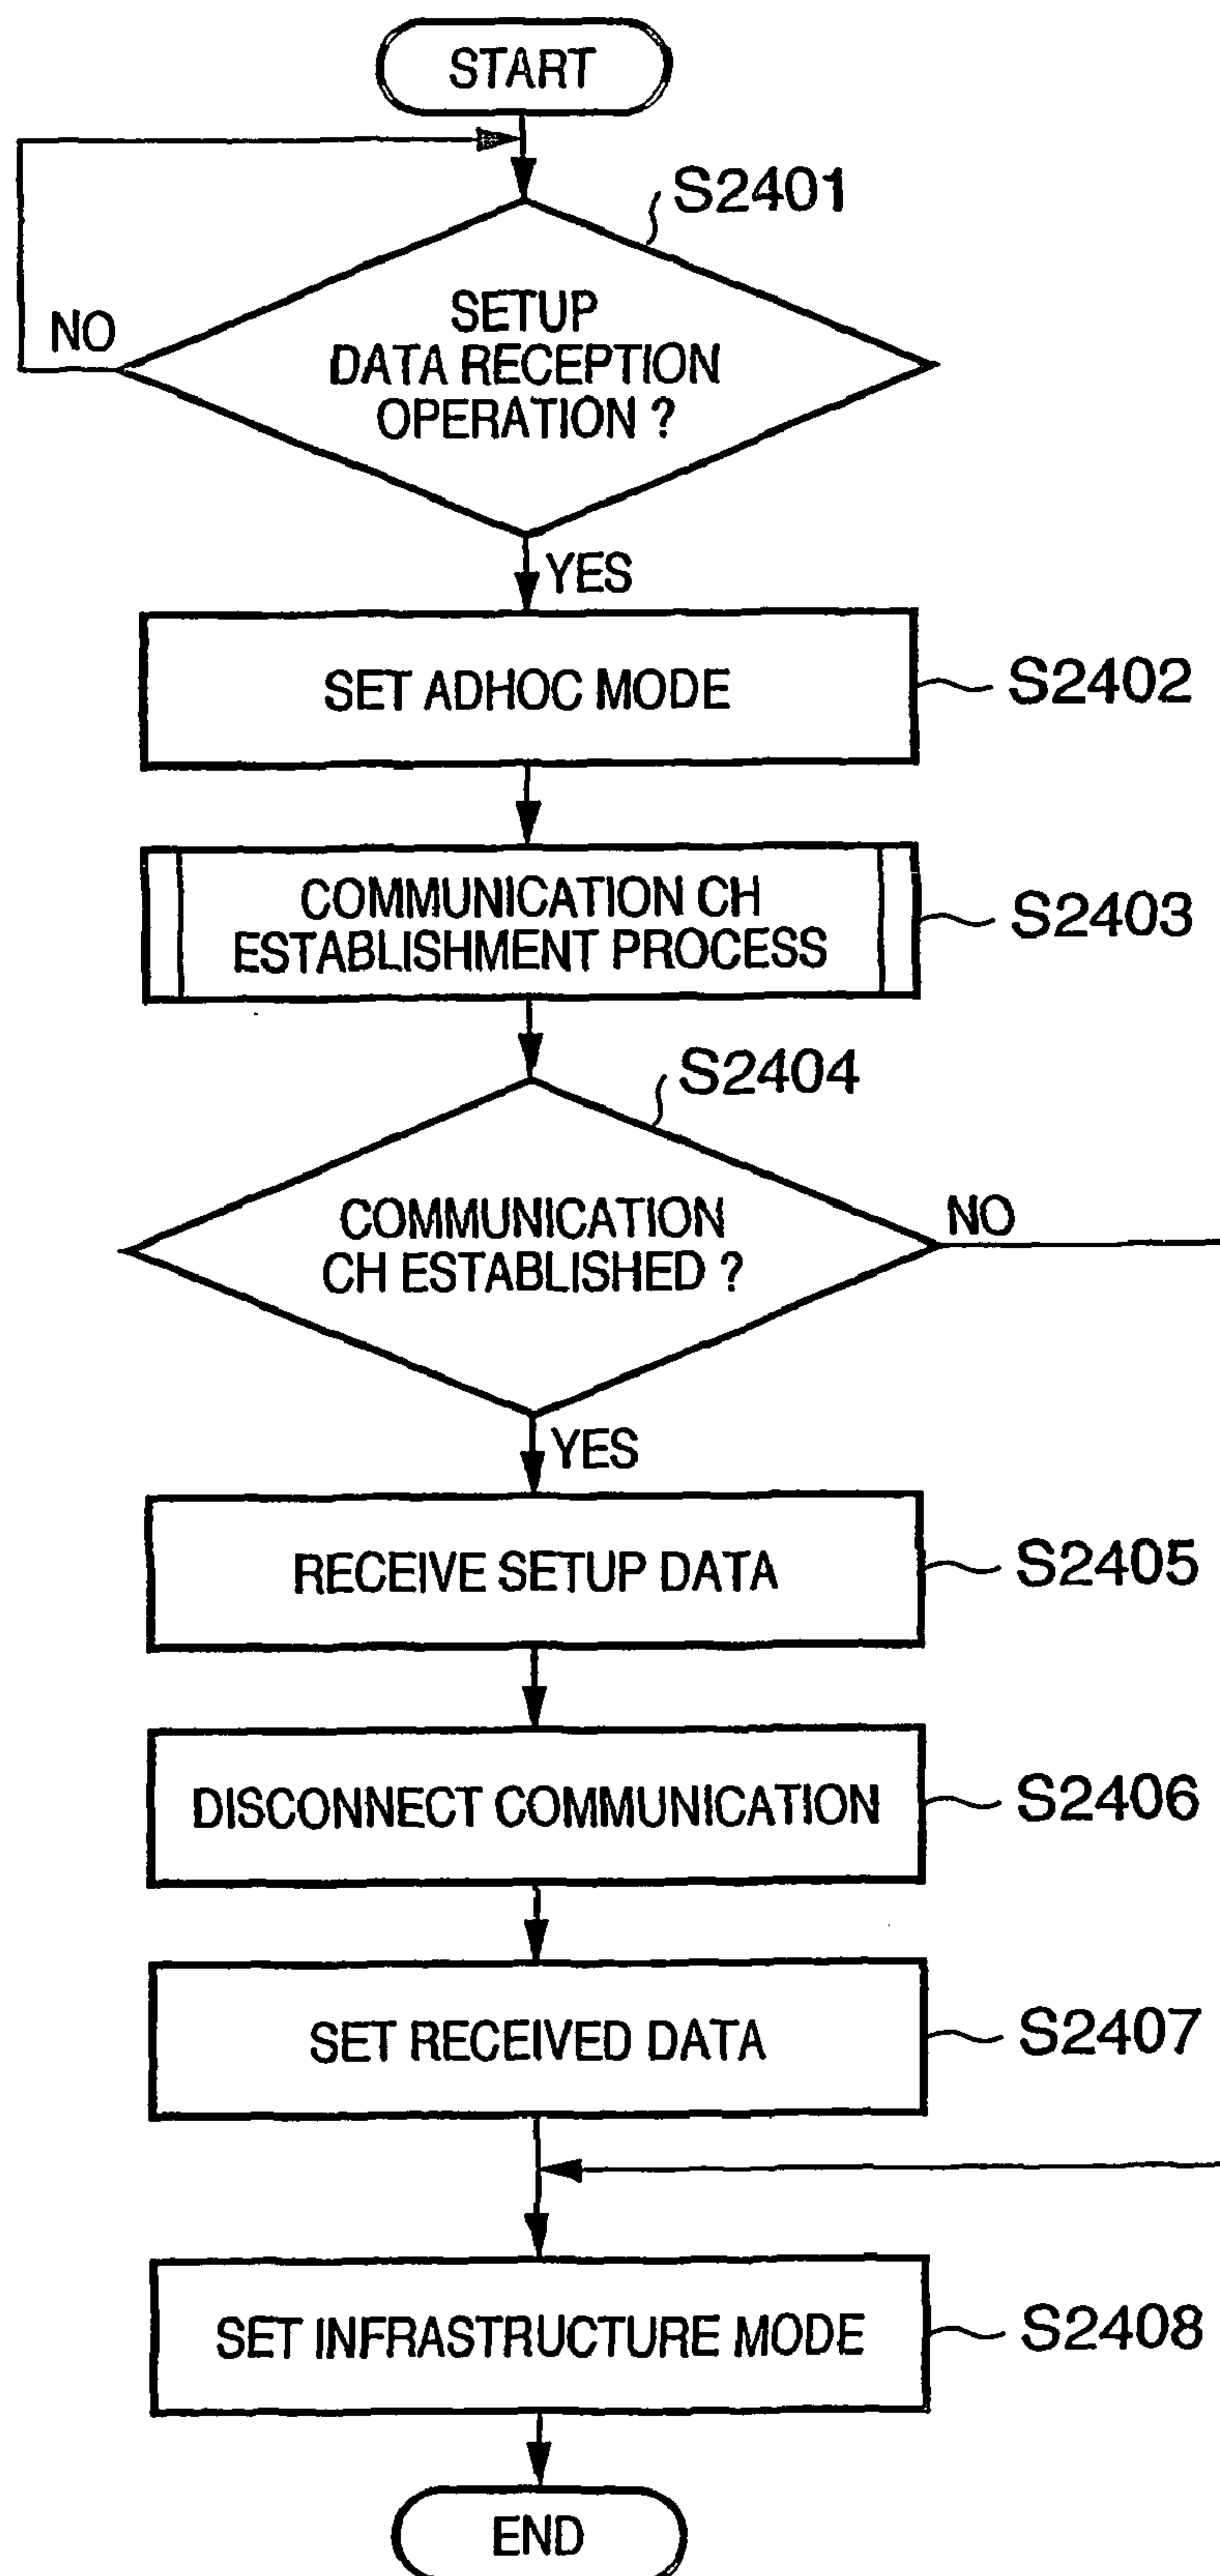 START
S2401
SETUP
DATA RECEPTION
OPERATION ?
NO
YES
SET ADHOC MODE
S2402
COMMUNICATION CH
ESTABLISHMENT PROCESS
S2403
S2404
COMMUNICATION
CH ESTABLISHED ?
NO
YES
RECEIVE SETUP DATA
S2405
DISCONNECT COMMUNICATION
S2406
SET RECEIVED DATA
S2407
SET INFRASTRUCTURE MODE
S2408
END